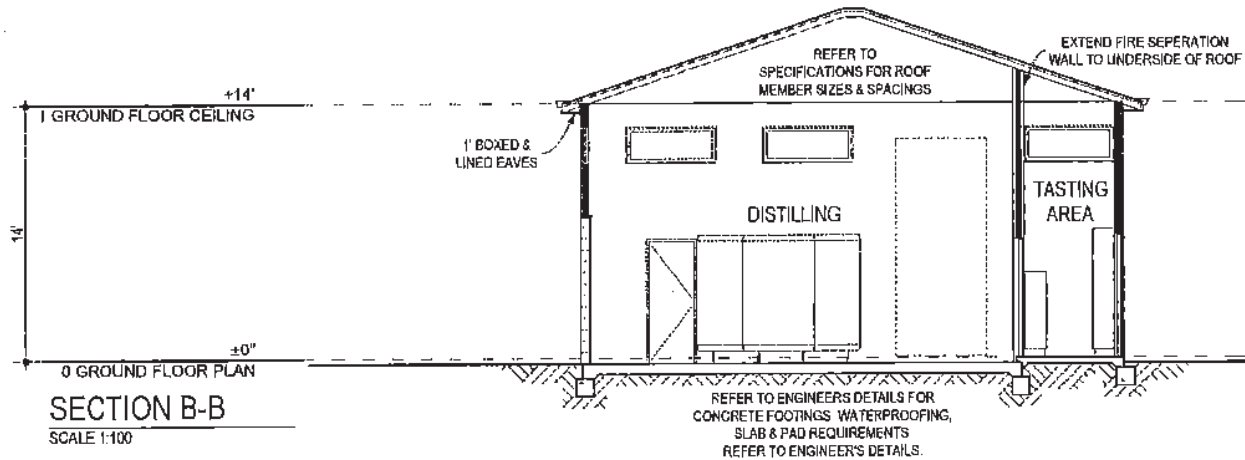 REFER TO
SPECIFICATIONS FOR ROOF
MEMBER SIZES & SPACINGS
EXTEND FIRE SEPERATION
WALL TO UNDERSIDE OF ROOF
+14'
1 GROUND FLOOR CEILING
1' BOXED &
LINED EAVES
14'
DISTILLING
TASTING
AREA
±0"
0 GROUND FLOOR PLAN
SECTION B-B
SCALE 1:100
REFER TO ENGINEERS DETAILS FOR
CONCRETE FOOTINGS, WATERPROOFING,
SLAB & PAD REQUIREMENTS
REFER TO ENGINEER'S DETAILS.